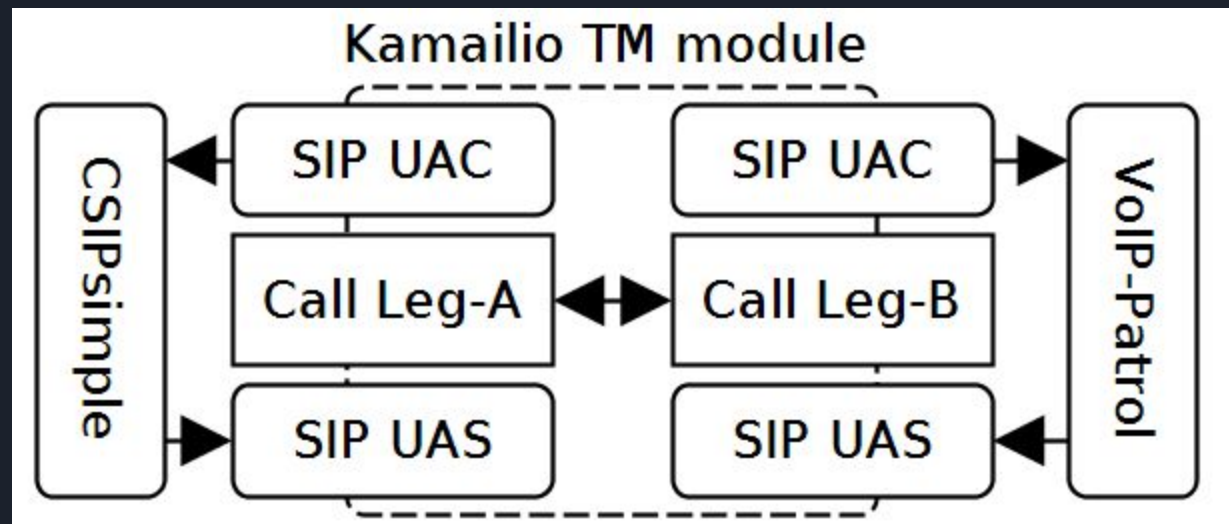 Kamailio TM module
CSIPsimple
SIP UAC
SIP UAC
VoIP-Patrol
Call Leg-A
Call Leg-B
SIP UAS
SIP UAS